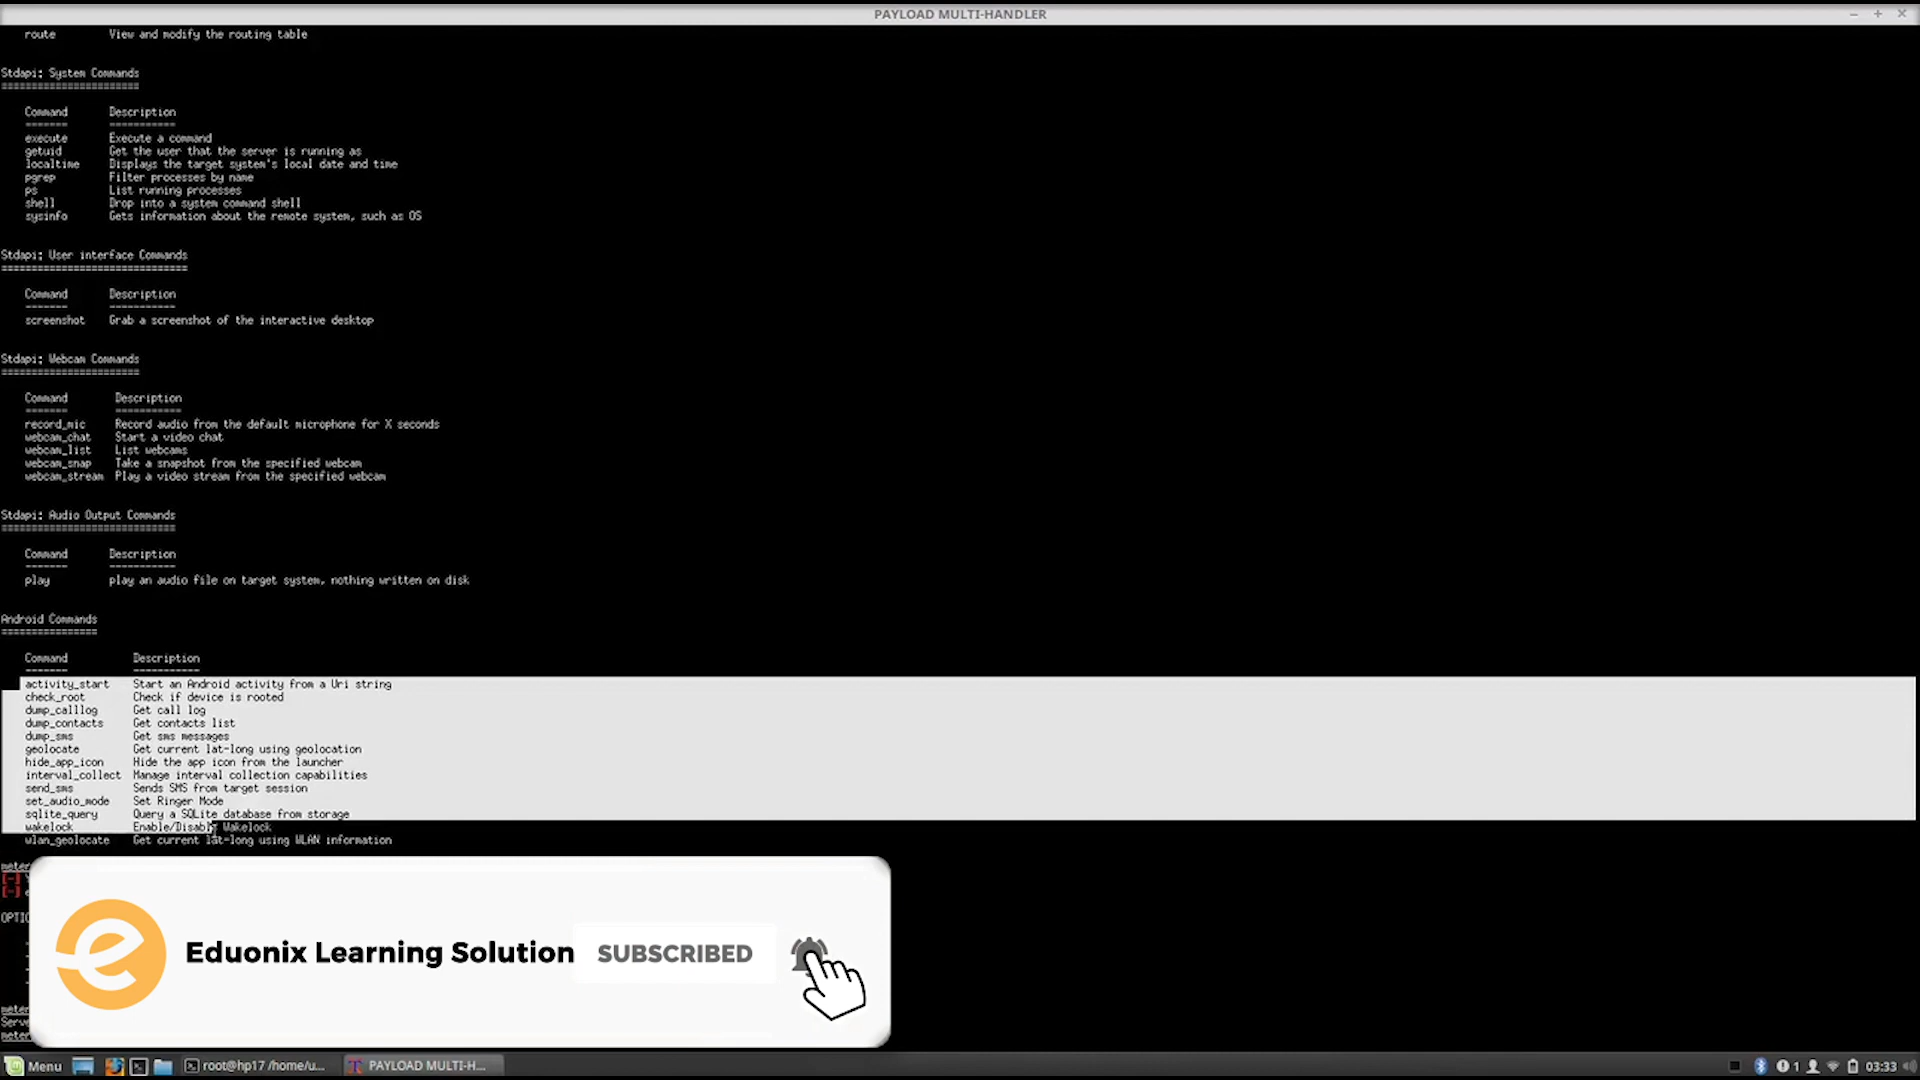 PAYLOAD MULTI-HANDLER
route View and modify the routing table
Stdapi: System Commands
=======================
Command Description
------- -----------
execute Execute a command
getuid Get the user that the server is running as
localtime Displays the target system's local date and time
pgrep Filter processes by name
ps List running processes
shell Drop into a system command shell
sysinfo Gets information about the remote system, such as OS
Stdapi: User interface Commands
===============================
Command Description
------- -----------
screenshot Grab a screenshot of the interactive desktop
Stdapi: Webcam Commands
=======================
Command Description
------- -----------
record_mic Record audio from the default microphone for X seconds
webcam_chat Start a video chat
webcam_list List webcams
webcam_snap Take a snapshot from the specified webcam
webcam_stream Play a video stream from the specified webcam
Stdapi: Audio Output Commands
=============================
Command Description
------- -----------
play play an audio file on target system, nothing written on disk
Android Commands
================
Command Description
------- -----------
activity_start Start an Android activity from a Uri string
check_root Check if device is rooted
dump_calllog Get call log
dump_contacts Get contacts list
dump_sms Get sms messages
geolocate Get current lat-long using geolocation
hide_app_icon Hide the app icon from the launcher
interval_collect Manage interval collection capabilities
send_sms Sends SMS from target session
set_audio_mode Set Ringer Mode
sqlite_query Query a SQLite database from storage
wakelock Enable/Disable Wakelock
wlan_geolocate Get current lat-long using WLAN information
meter
[-]
[-]
OPTIO
Eduonix Learning Solution SUBSCRIBED
meter
Serve
meter
Menu root@hp17 /home/u... PAYLOAD MULTI-H... 1 03:33